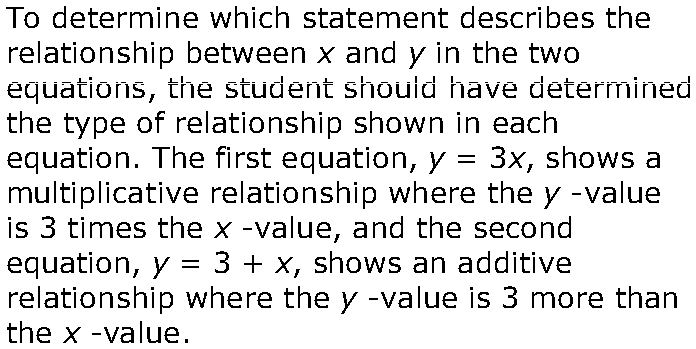 To determine which statement describes the
relationship between x and y in the two
equations, the student should have determined
the type of relationship shown in each
equation. The first equation, y = 3x, shows a
multiplicative relationship where the y -value
is 3 times the x -value, and the second
equation, y = 3 + x, shows an additive
relationship where the y -value is 3 more than
the x -value.